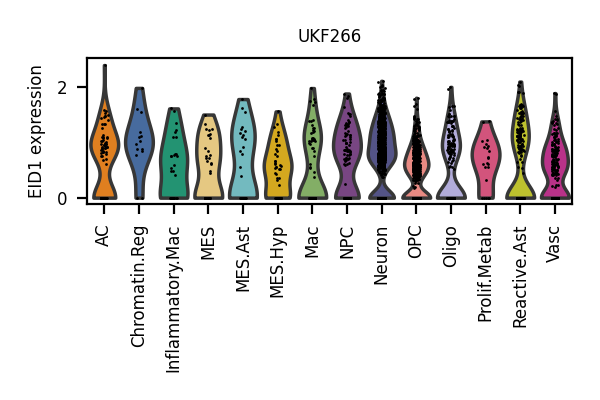 UKF266
EID1 expression
2
0
AC
Chromatin.Reg
Inflammatory.Mac
MES
MES.Ast
MES.Hyp
Mac
NPC
Neuron
OPC
Oligo
Prolif.Metab
Reactive.Ast
Vasc